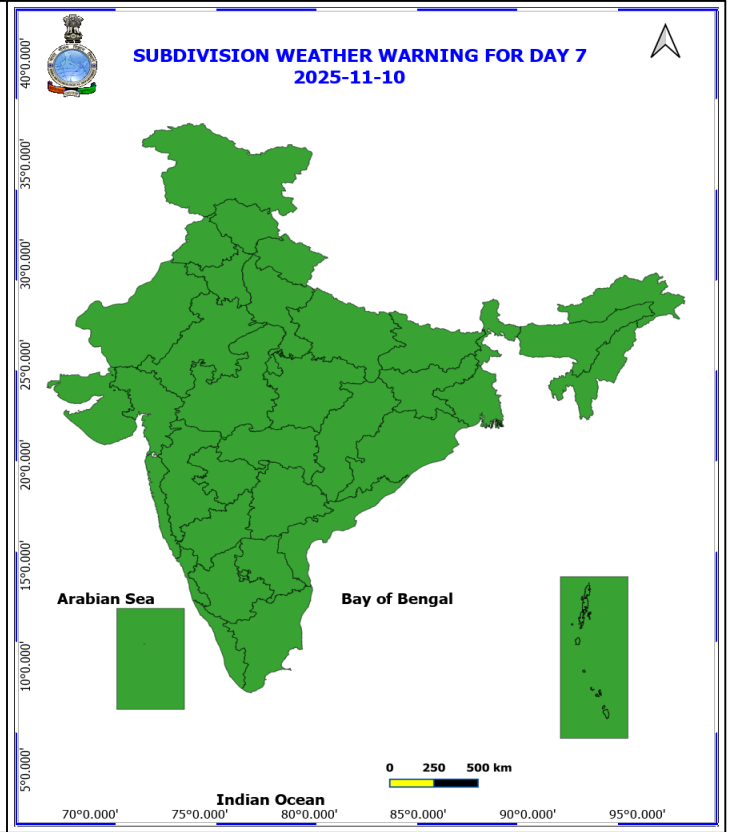 SUBDIVISION WEATHER WARNING FOR DAY 7
2025-11-10
40°0.000'
35°0.000'
30°0.000'
25°0.000'
20°0.000'
15°0.000'
10°0.000'
5°0.000'
Arabian Sea
Bay of Bengal
0 250 500 km
Indian Ocean
70°0.000' 75°0.000' 80°0.000' 85°0.000' 90°0.000' 95°0.000'